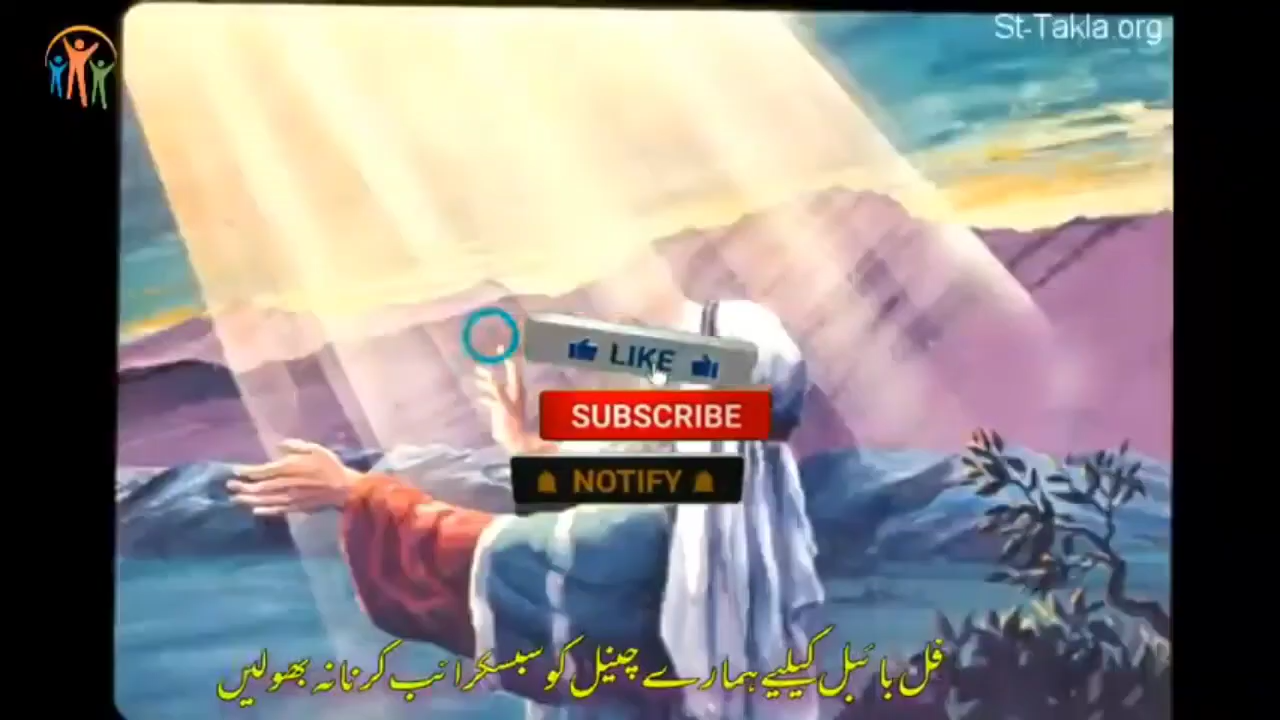 St-Takla.org
LIKE
SUBSCRIBE
NOTIFY
فل بائبل کیلیے ہمارے چینل کو سبسکرائب کرنا نہ بھولیں